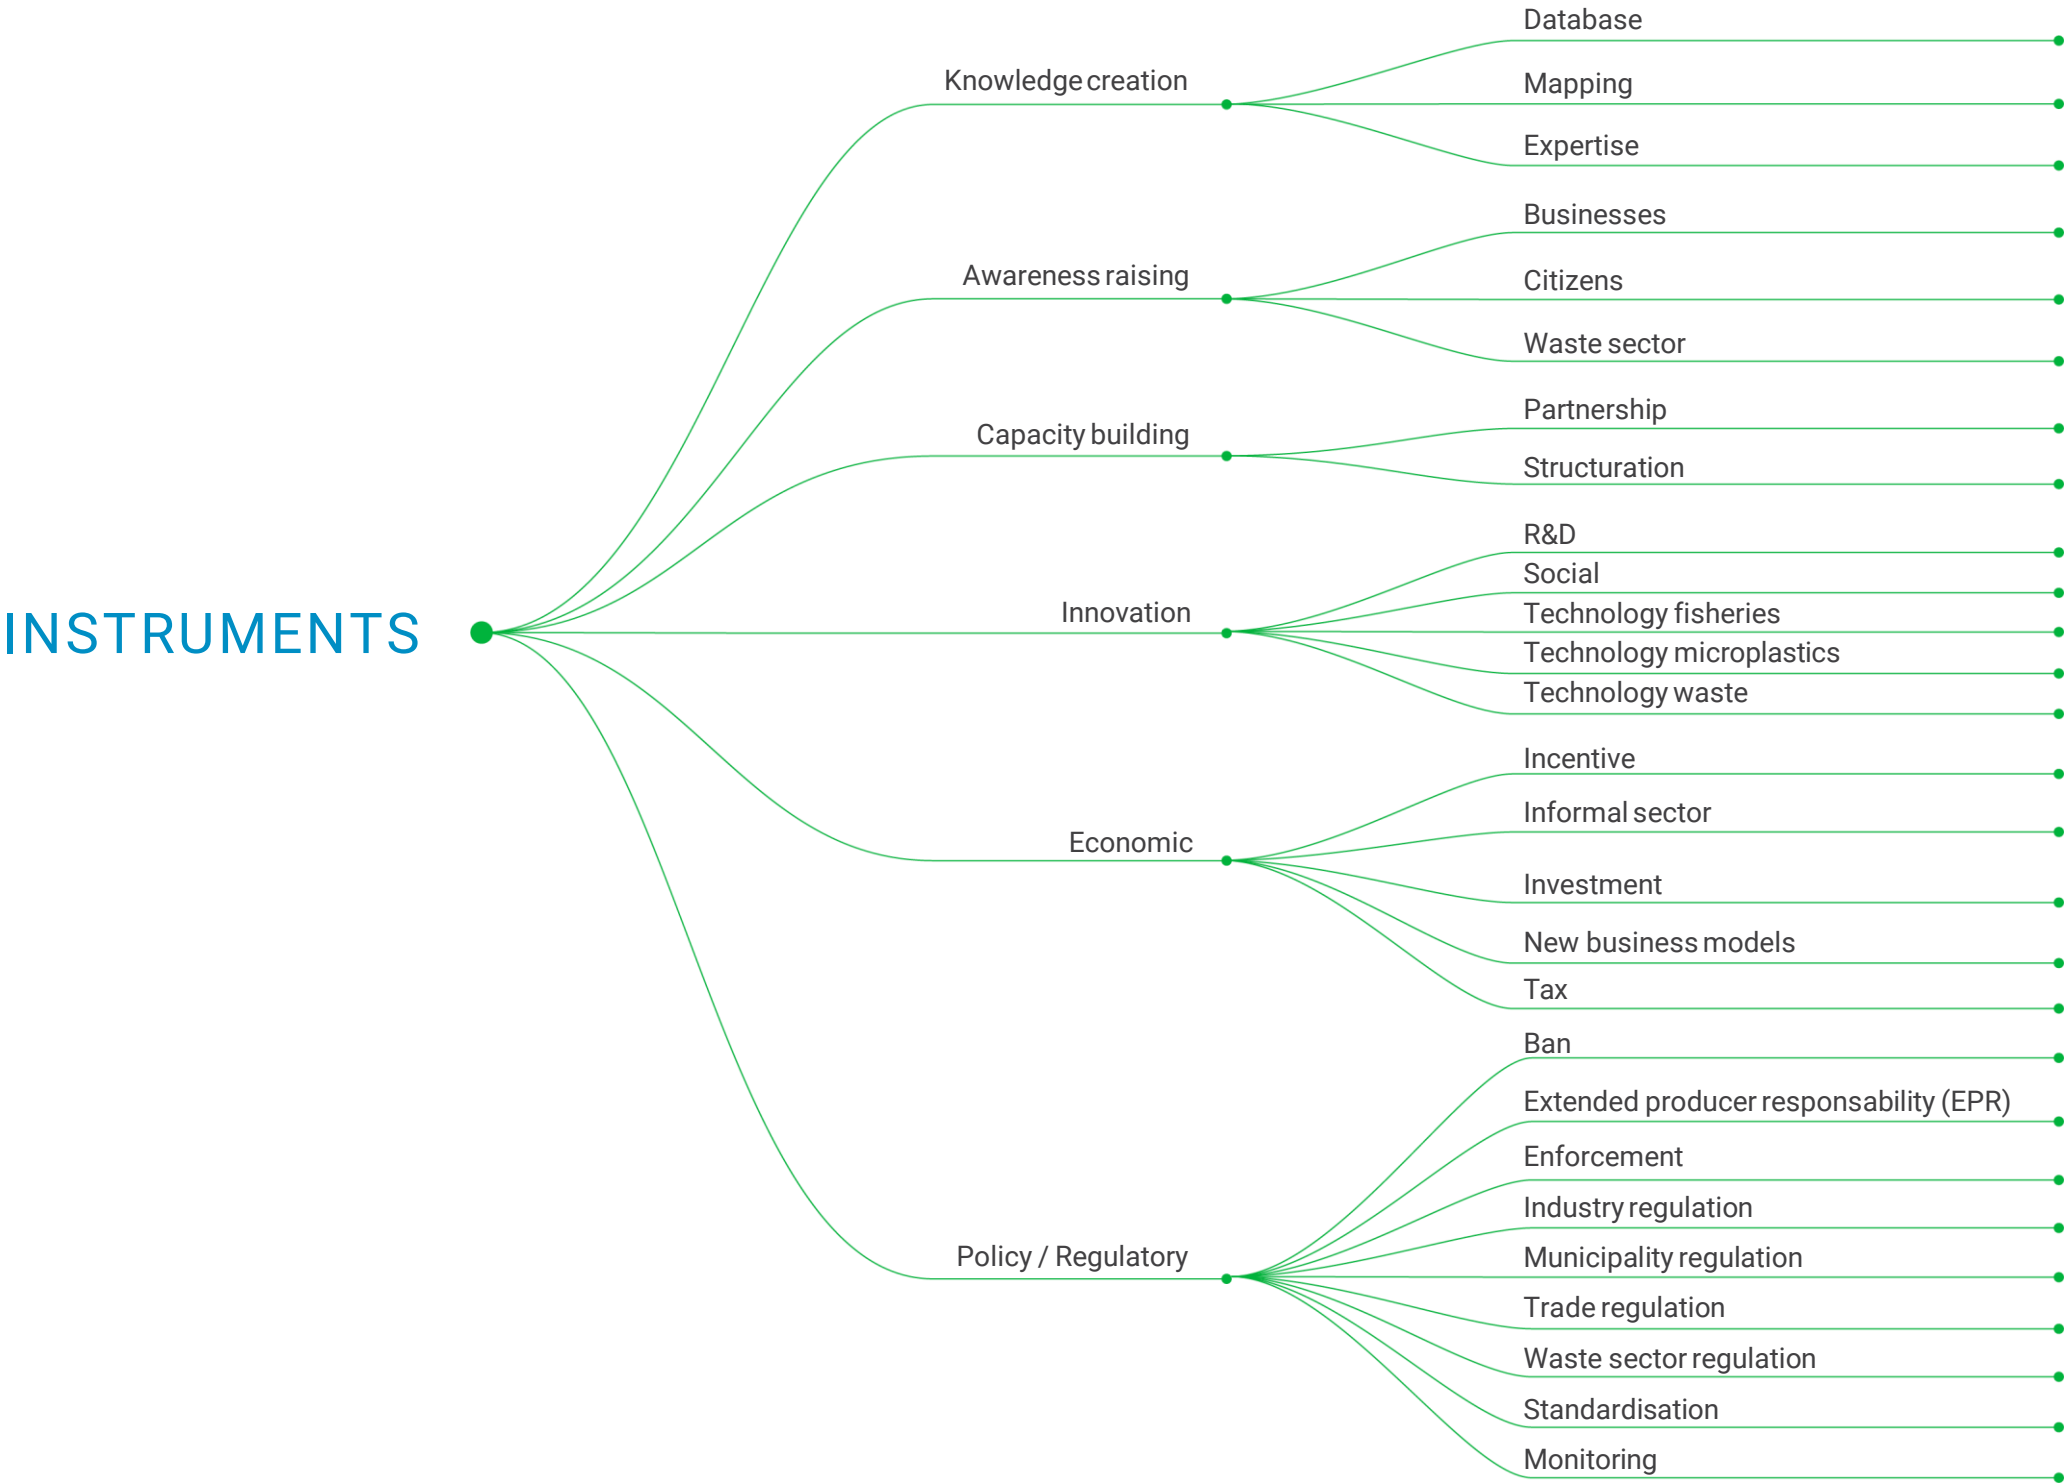 INSTRUMENTS
Knowledge creation
Database
Mapping
Expertise
Awareness raising
Businesses
Citizens
Waste sector
Capacity building
Partnership
Structuration
Innovation
R&D
Social
Technology fisheries
Technology microplastics
Technology waste
Economic
Incentive
Informal sector
Investment
New business models
Tax
Policy / Regulatory
Ban
Extended producer responsability (EPR)
Enforcement
Industry regulation
Municipality regulation
Trade regulation
Waste sector regulation
Standardisation
Monitoring